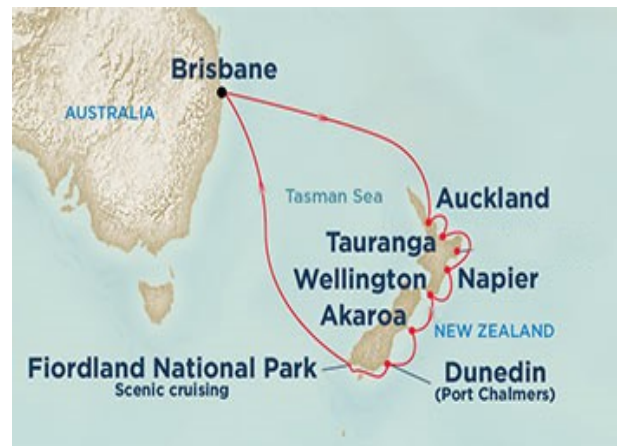 Brisbane
AUSTRALIA
Tasman Sea
Auckland
Tauranga
Wellington
Napier
Akaroa
NEW ZEALAND
Fiordland National Park
Scenic cruising
Dunedin
(Port Chalmers)